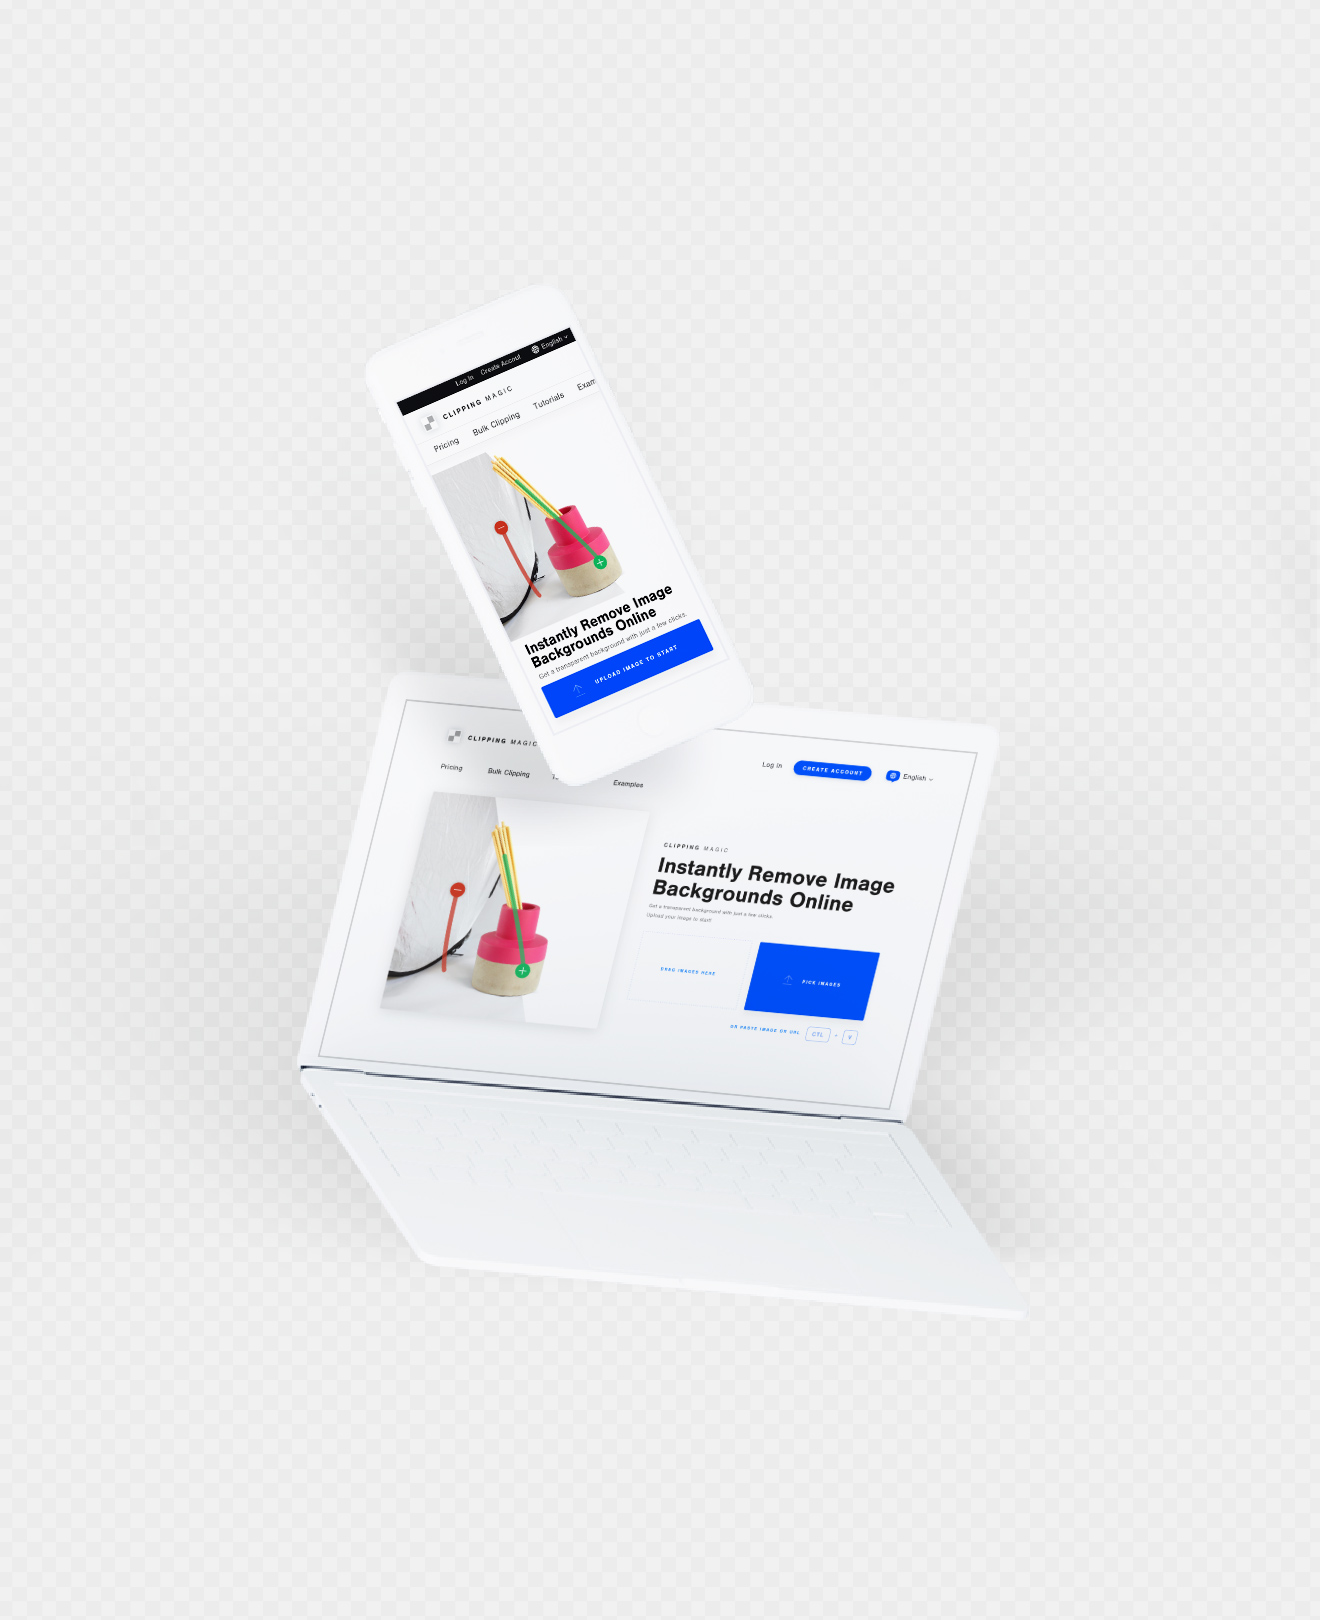 Log In Create Accout English
CLIPPING MAGIC
Pricing Bulk Clipping Tutorials Exam
Instantly Remove Image
Backgrounds Online
Get a transparent background with just a few clicks.
UPLOAD IMAGE TO START
CLIPPING MAGIC
Log In CREATE ACCOUNT English
Pricing Bulk Clipping Examples
CLIPPING MAGIC
Instantly Remove Image
Backgrounds Online
Get a transparent background with just a few clicks.
Upload your image to start!
DRAG IMAGES HERE
PICK IMAGES
OR PASTE IMAGE OR URL CTL + V